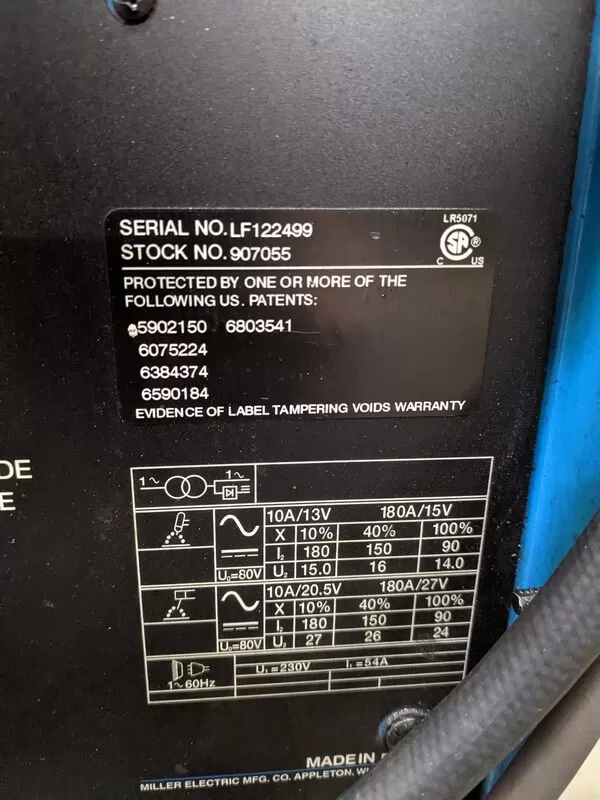 LR5071
SERIAL NO. LF122499
STOCK NO. 907055
SA ®
C US
PROTECTED BY ONE OR MORE OF THE
FOLLOWING US. PATENTS:
5902150 6803541
6075224
6384374
6590184
EVIDENCE OF LABEL TAMPERING VOIDS WARRANTY
DE
E
1~ 1~
10A/13V 180A/15V
X 10% 40% 100%
I₂ 180 150 90
U₀=80V U₂ 15.0 16 14.0
10A/20.5V 180A/27V
X 10% 40% 100%
I₂ 180 150 90
U₀=80V U₂ 27 26 24
1~60Hz U₁=230V I₁=54A
MADE IN
MILLER ELECTRIC MFG. CO. APPLETON, WI